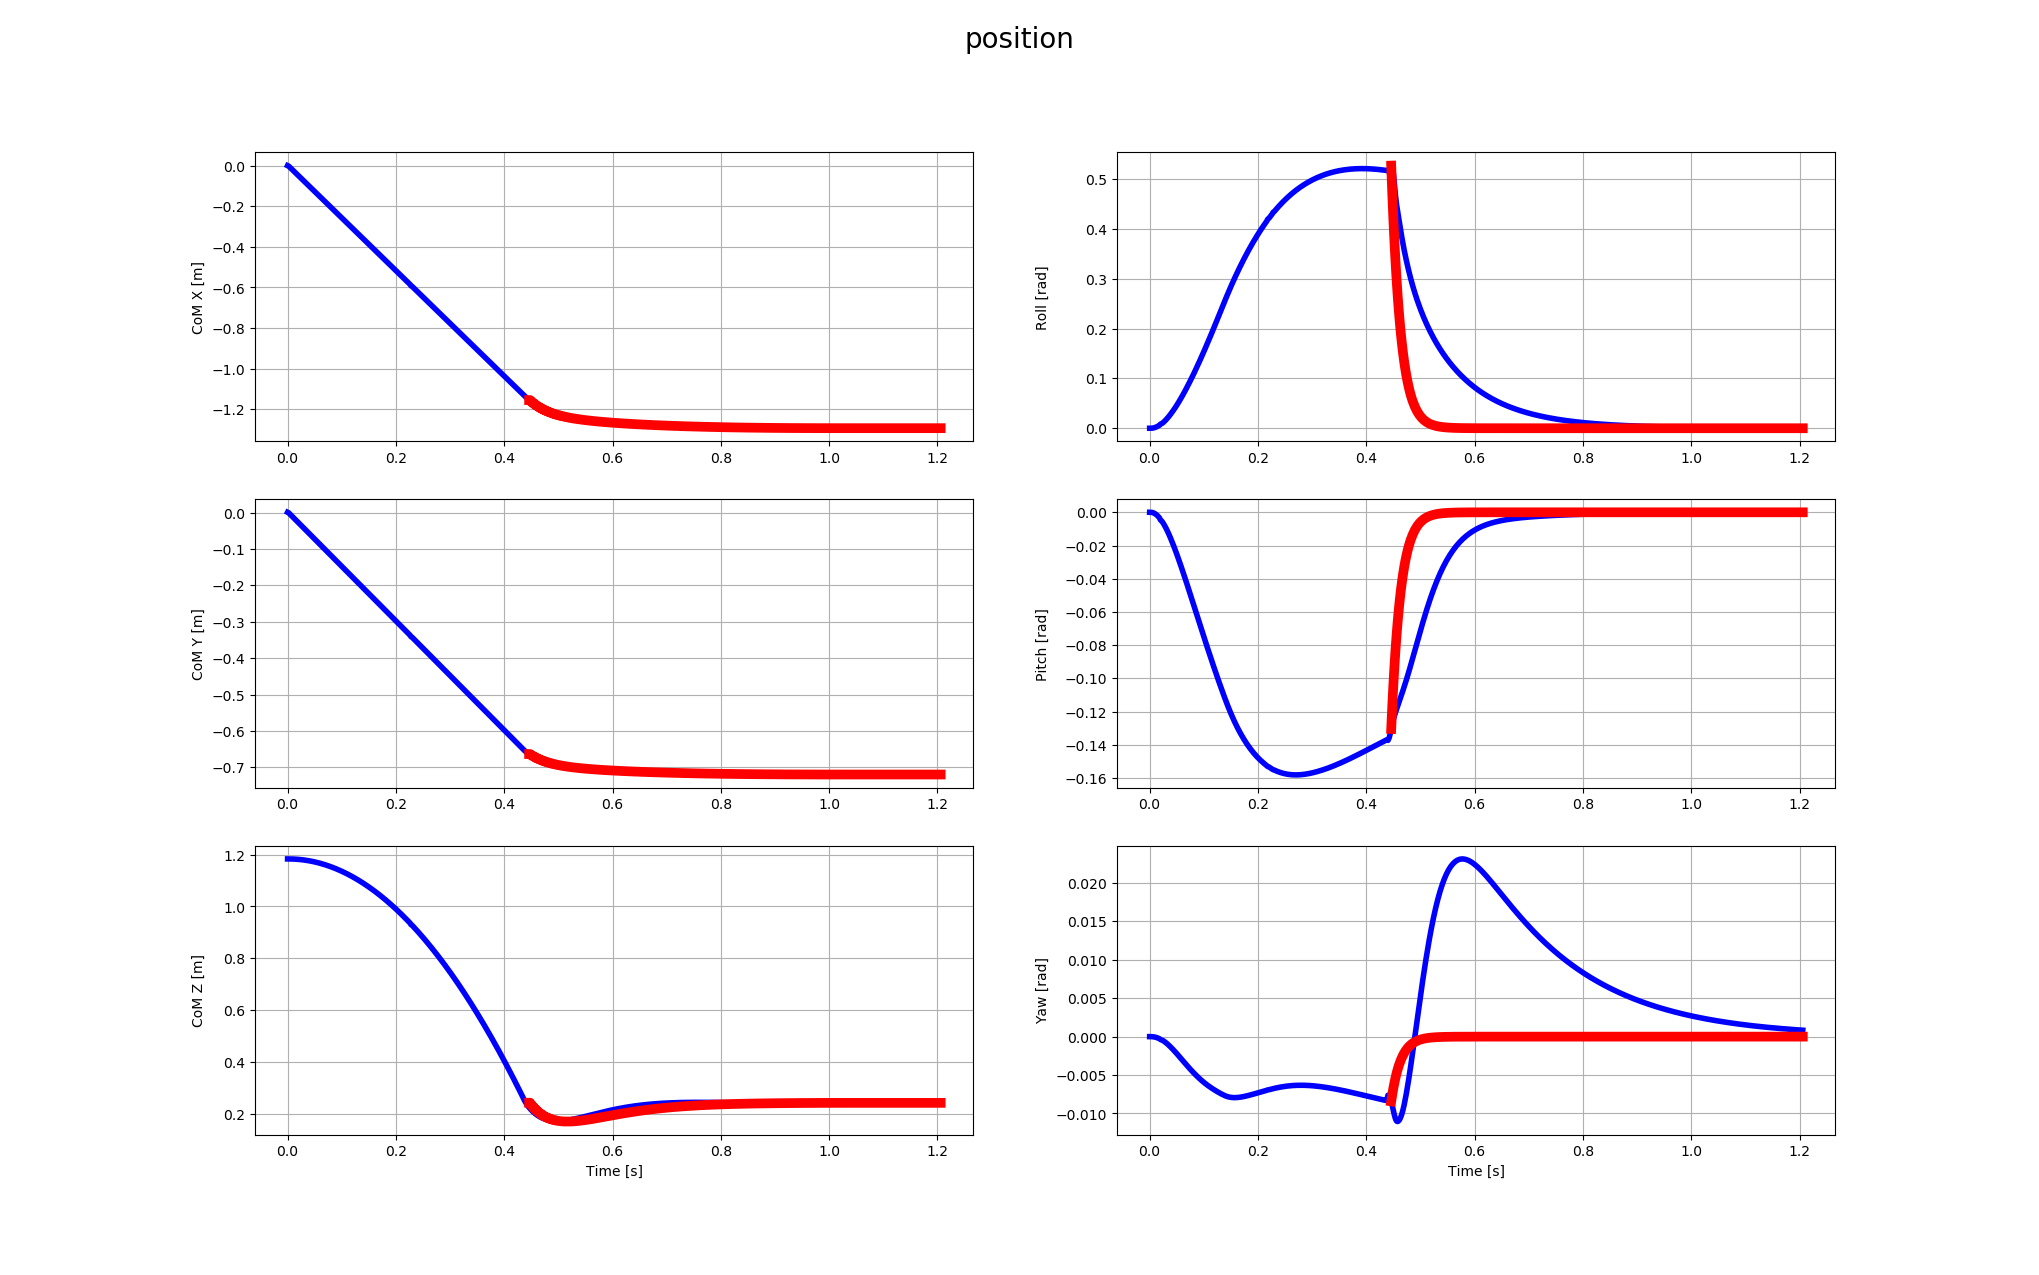 position
CoM X [m]
0.0
−0.2
−0.4
−0.6
−0.8
−1.0
−1.2
0.0 0.2 0.4 0.6 0.8 1.0 1.2
Roll [rad]
0.5
0.4
0.3
0.2
0.1
0.0
0.0 0.2 0.4 0.6 0.8 1.0 1.2
CoM Y [m]
0.0
−0.1
−0.2
−0.3
−0.4
−0.5
−0.6
−0.7
0.0 0.2 0.4 0.6 0.8 1.0 1.2
Pitch [rad]
0.00
−0.02
−0.04
−0.06
−0.08
−0.10
−0.12
−0.14
−0.16
0.0 0.2 0.4 0.6 0.8 1.0 1.2
CoM Z [m]
1.2
1.0
0.8
0.6
0.4
0.2
0.0 0.2 0.4 0.6 0.8 1.0 1.2
Time [s]
Yaw [rad]
0.020
0.015
0.010
0.005
0.000
−0.005
−0.010
0.0 0.2 0.4 0.6 0.8 1.0 1.2
Time [s]